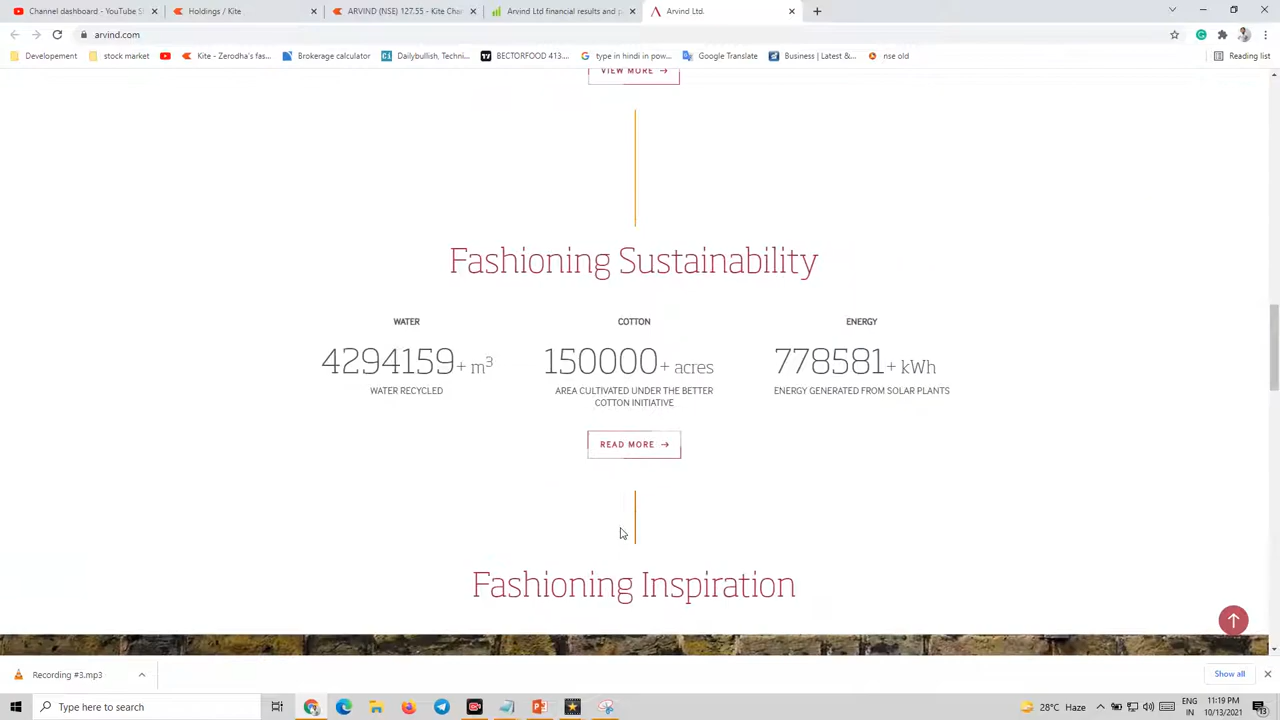 Channel dashboard - YouTube S
Holdings / Kite
ARVIND (NSE) 127.55 - Kite Cha
Arvind Ltd financial results and p
Arvind Ltd.
arvind.com
Developement
stock market
Kite - Zerodha's fas...
Brokerage calculator
Dailybullish, Techni...
BECTORFOOD 413....
type in hindi in pow...
Google Translate
Business | Latest &...
nse old
Reading list
VIEW MORE →
Fashioning Sustainability
WATER
4294159+ m³
WATER RECYCLED
COTTON
150000+ acres
AREA CULTIVATED UNDER THE BETTER
COTTON INITIATIVE
ENERGY
778581+ kWh
ENERGY GENERATED FROM SOLAR PLANTS
READ MORE →
Fashioning Inspiration
Recording #3.mp3
Show all
Type here to search
28°C Haze
ENG
IN
11:19 PM
10/13/2021